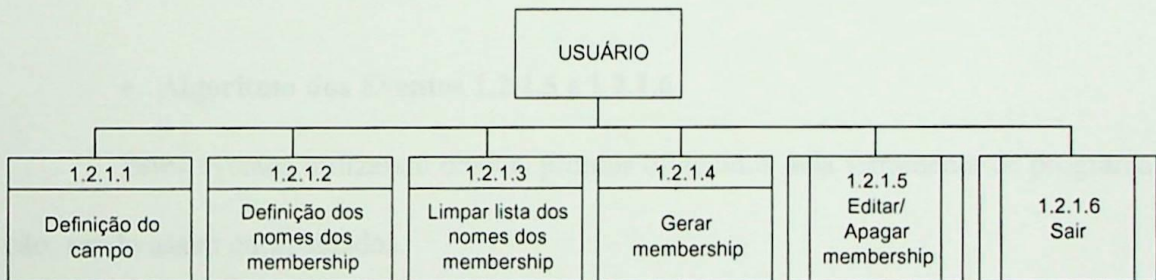 USUÁRIO
1.2.1.1
Definição do
campo
1.2.1.2
Definição dos
nomes dos
membership
1.2.1.3
Limpar lista dos
nomes dos
membership
1.2.1.4
Gerar
membership
1.2.1.5
Editar/
Apagar
membership
1.2.1.6
Sair